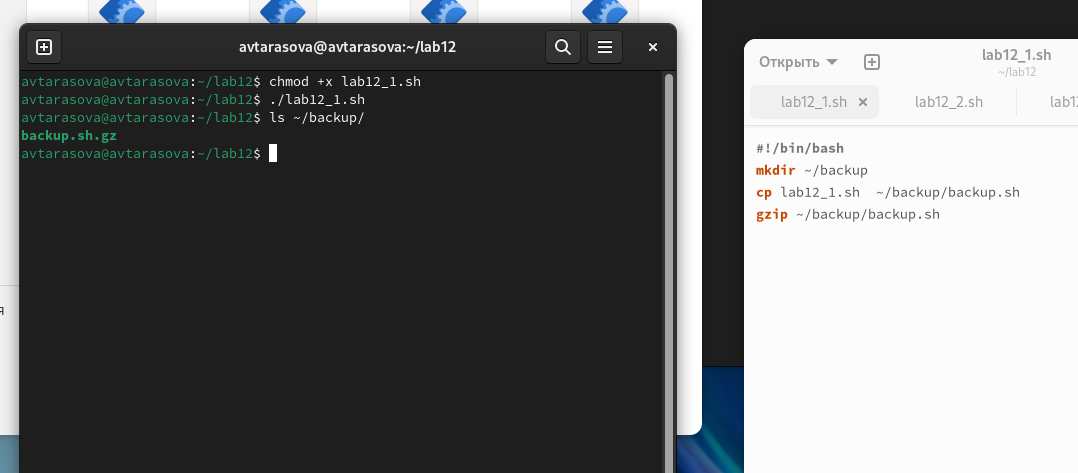 avtarasova@avtarasova:~/lab12
avtarasova@avtarasova:~/lab12$ chmod +x lab12_1.sh
avtarasova@avtarasova:~/lab12$ ./lab12_1.sh
avtarasova@avtarasova:~/lab12$ ls ~/backup/
backup.sh.gz
avtarasova@avtarasova:~/lab12$
я
Открыть
lab12_1.sh
~/lab12
lab12_1.sh
lab12_2.sh
lab1
#!/bin/bash
mkdir ~/backup
cp lab12_1.sh  ~/backup/backup.sh
gzip ~/backup/backup.sh